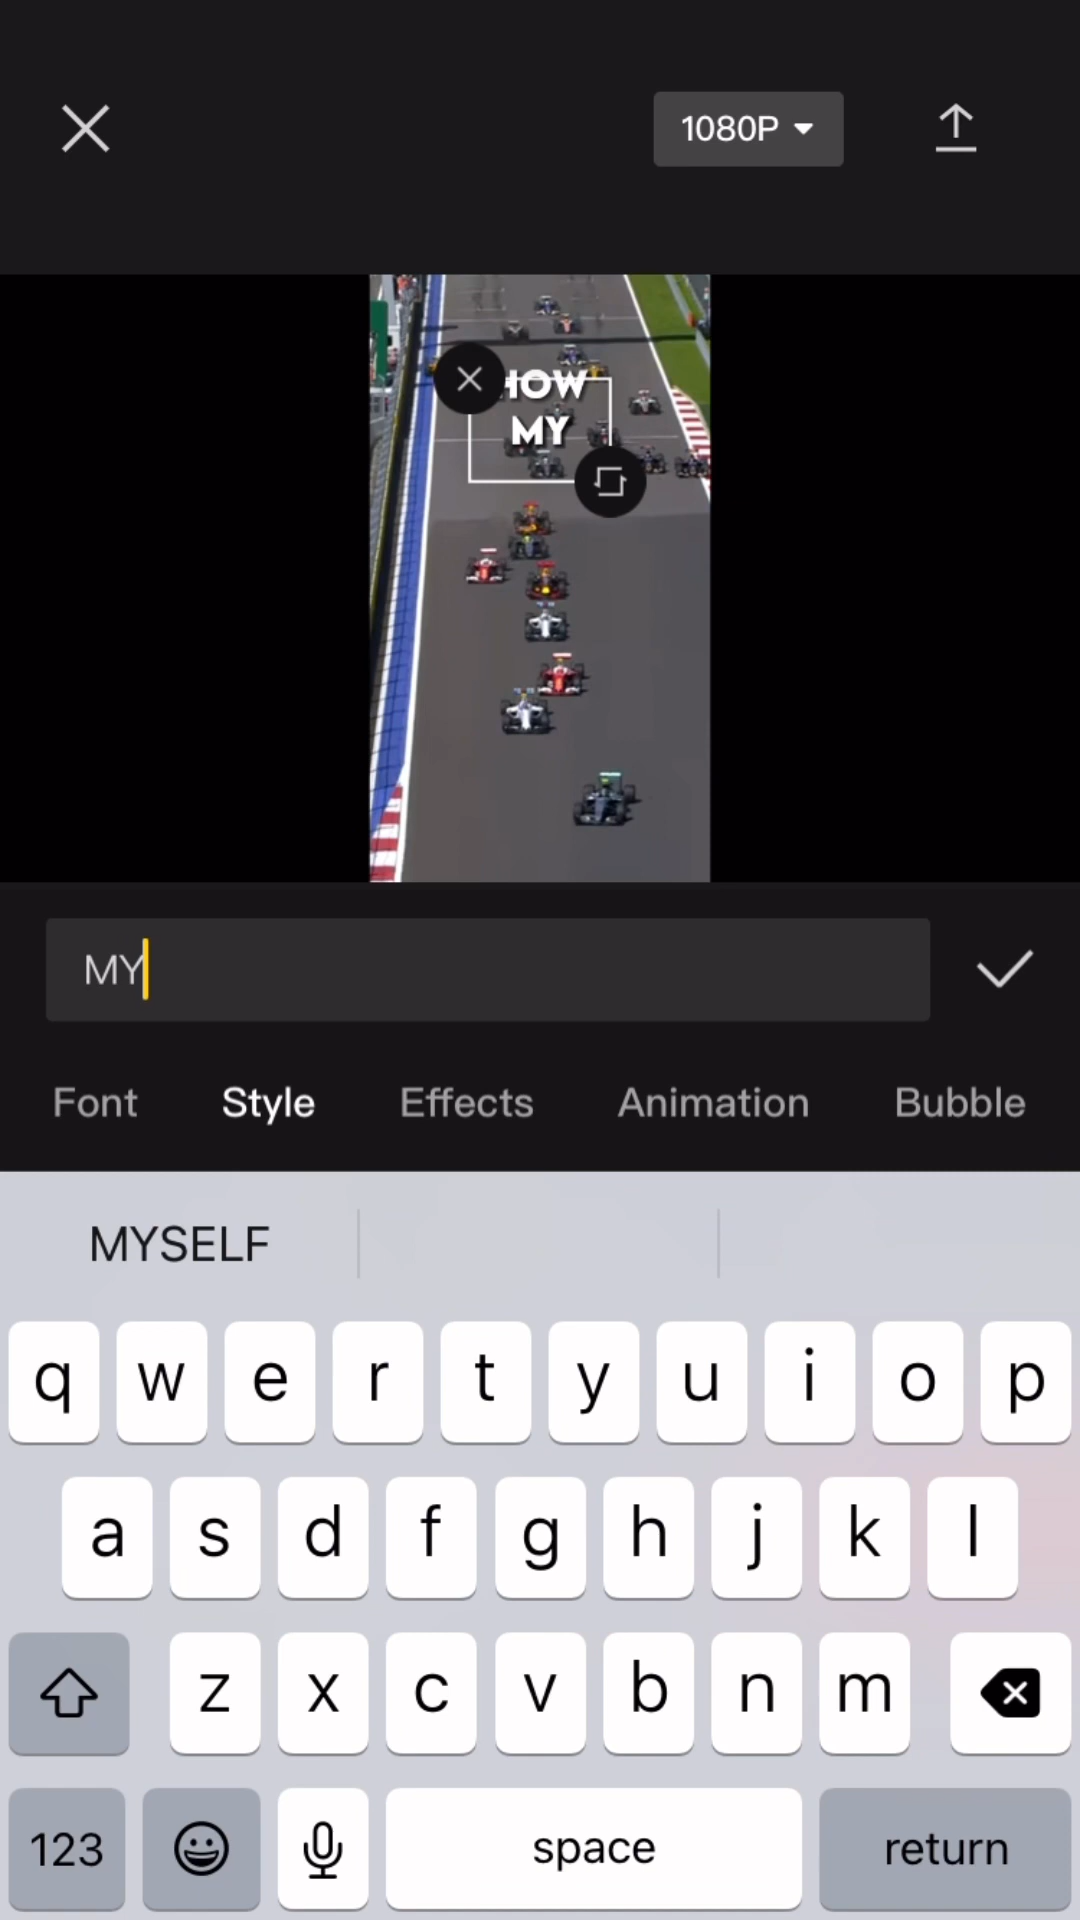 1080P
HOW
MY
MY
Font Style Effects Animation Bubble
MYSELF
q w e r t y u i o p
a s d f g h j k l
z x c v b n m
123 space return